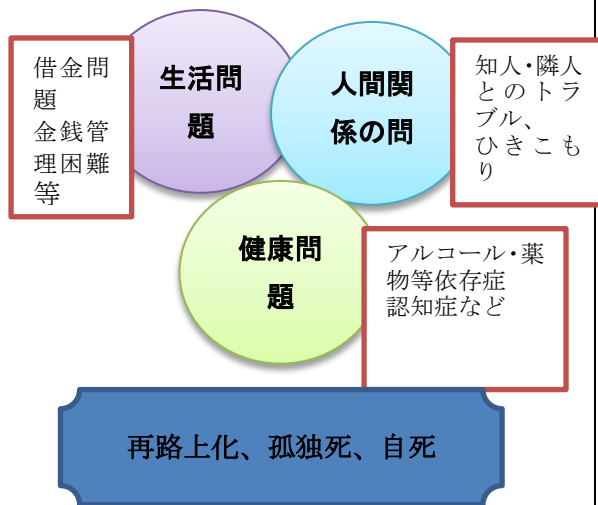 借金問
題
金銭管
理困難
等
生活問
題
人間関
係の問
知人・隣人
とのトラ
ブル、
ひきこも
り
健康問
題
アルコール・薬
物等依存症
認知症など
再路上化、孤独死、自死